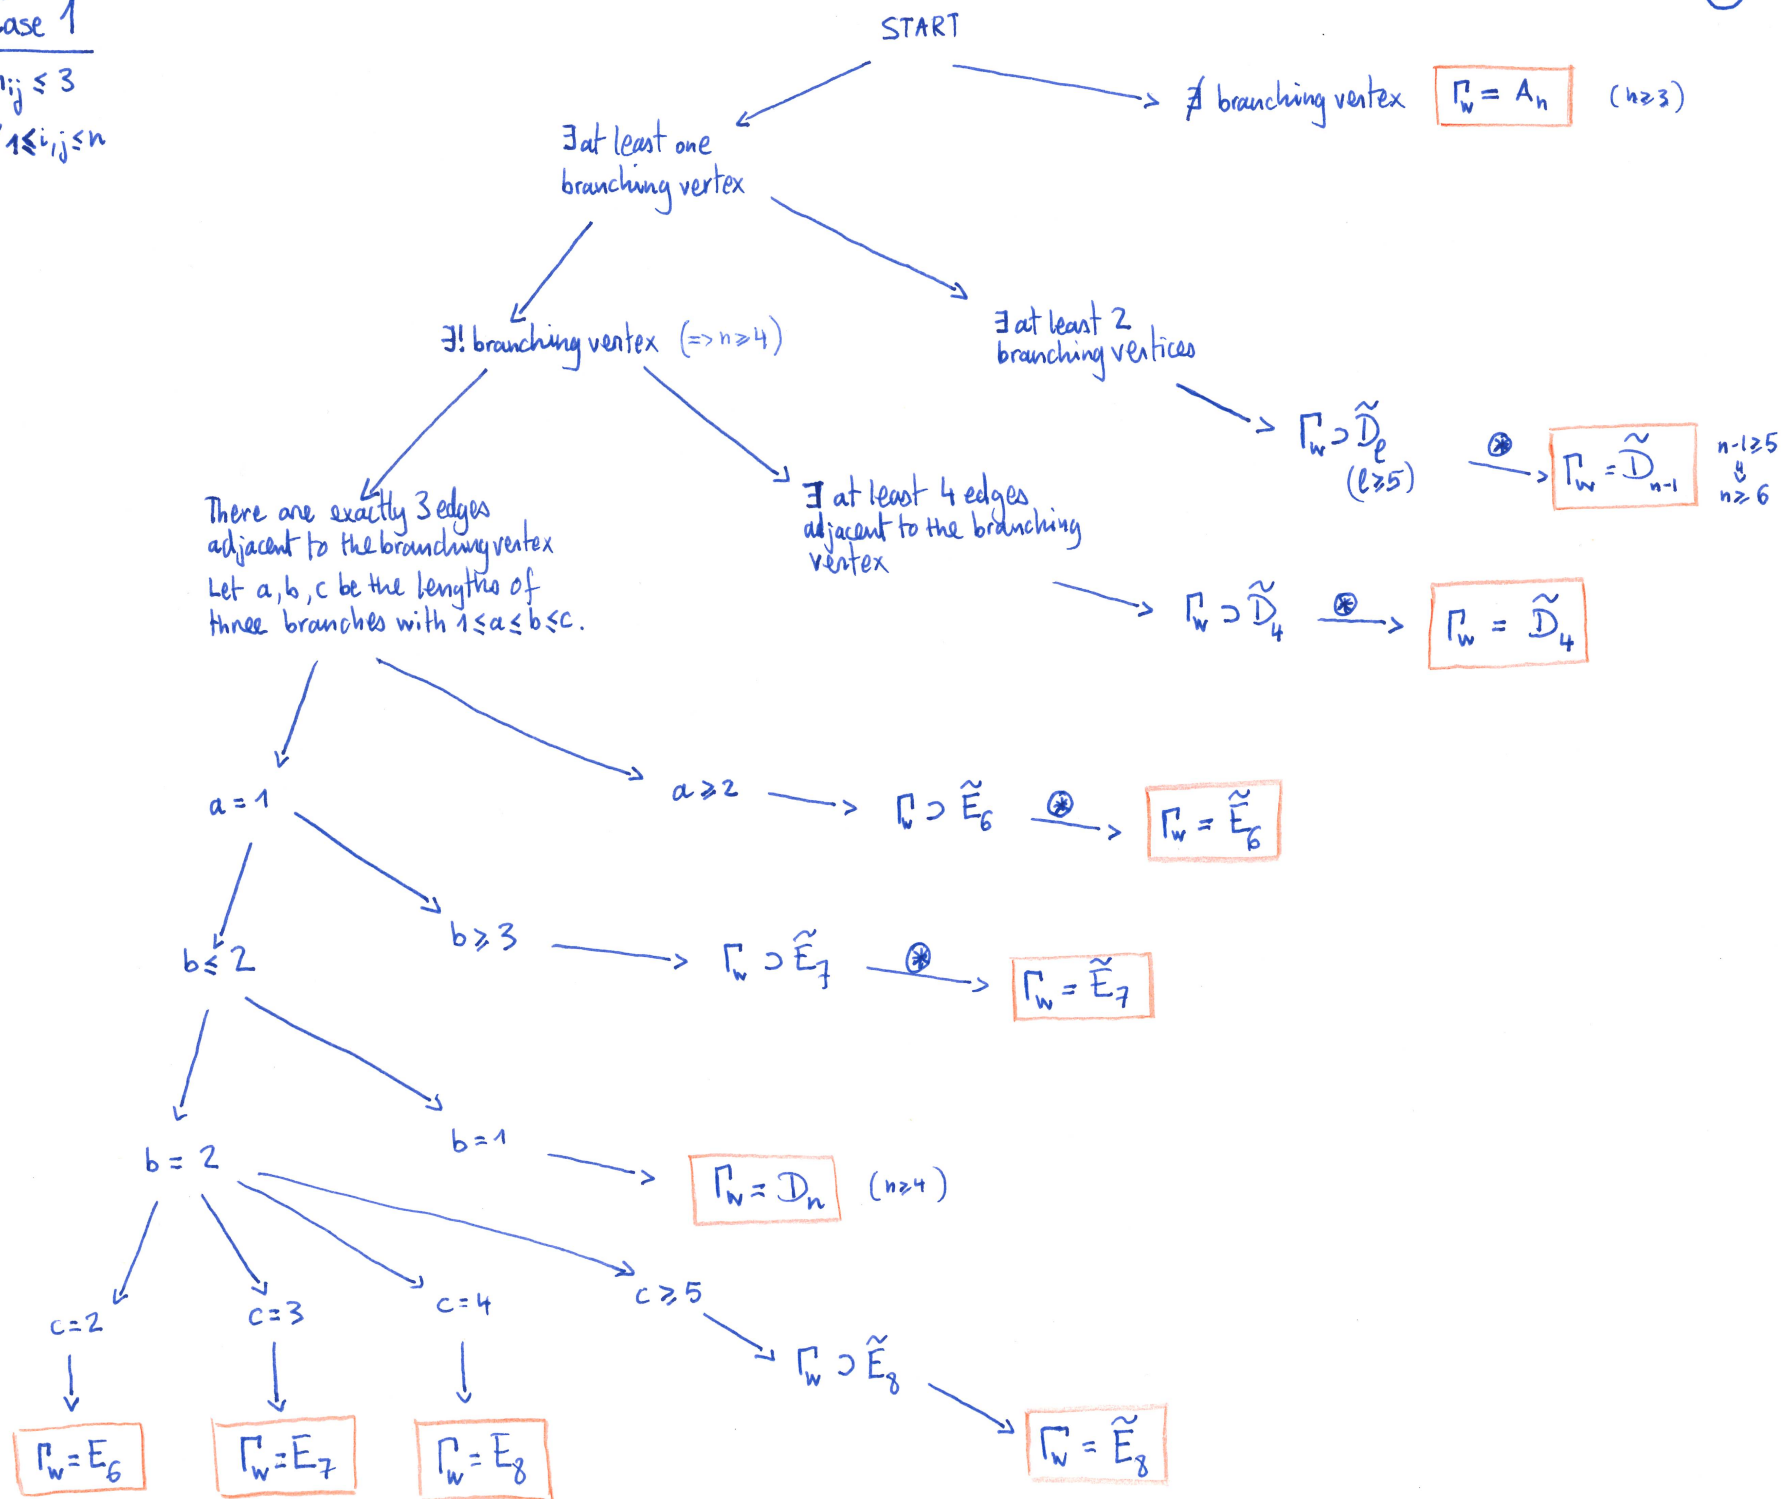 ase 1
START
ij ≤ 3
1≤i,j≤n
∄ branching vertex Γ_W = A_n (n≥3)
∃ at least one
branching vertex
∃! branching vertex (=> n≥4)
∃ at least 2
branching vertices
Γ_W ⊃ D̃_ℓ ⊛ Γ_W = D̃_{n-1} n-1≥5
(ℓ≥5) ⇓
n≥6
There are exactly 3 edges
adjacent to the branching vertex
Let a, b, c be the lengths of
three branches with 1≤a≤b≤c.
∃ at least 4 edges
adjacent to the branching
vertex
Γ_W ⊃ D̃_4 ⊛ Γ_W = D̃_4
a = 1
a ≥ 2 Γ_W ⊃ Ẽ_6 ⊛ Γ_W = Ẽ_6
b ≤ 2
b ≥ 3 Γ_W ⊃ Ẽ_7 ⊛ Γ_W = Ẽ_7
b = 2
b = 1 Γ_W = D_n (n≥4)
c = 2
c = 3
c = 4
c ≥ 5
Γ_W ⊃ Ẽ_8
Γ_W = E_6
Γ_W = E_7
Γ_W = E_8
Γ_W = Ẽ_8